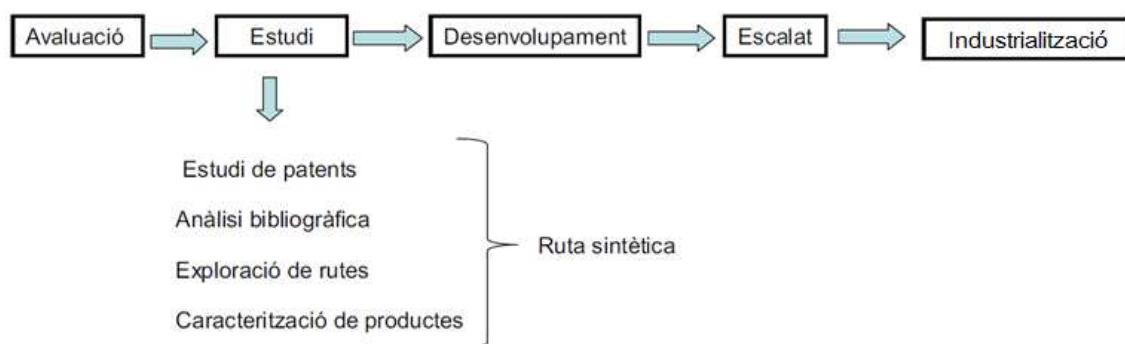 Avaluació
Estudi
Desenvolupament
Escalat
Industrialització
Estudi de patents
Anàlisi bibliogràfica
Exploració de rutes
Caracterització de productes
Ruta sintètica